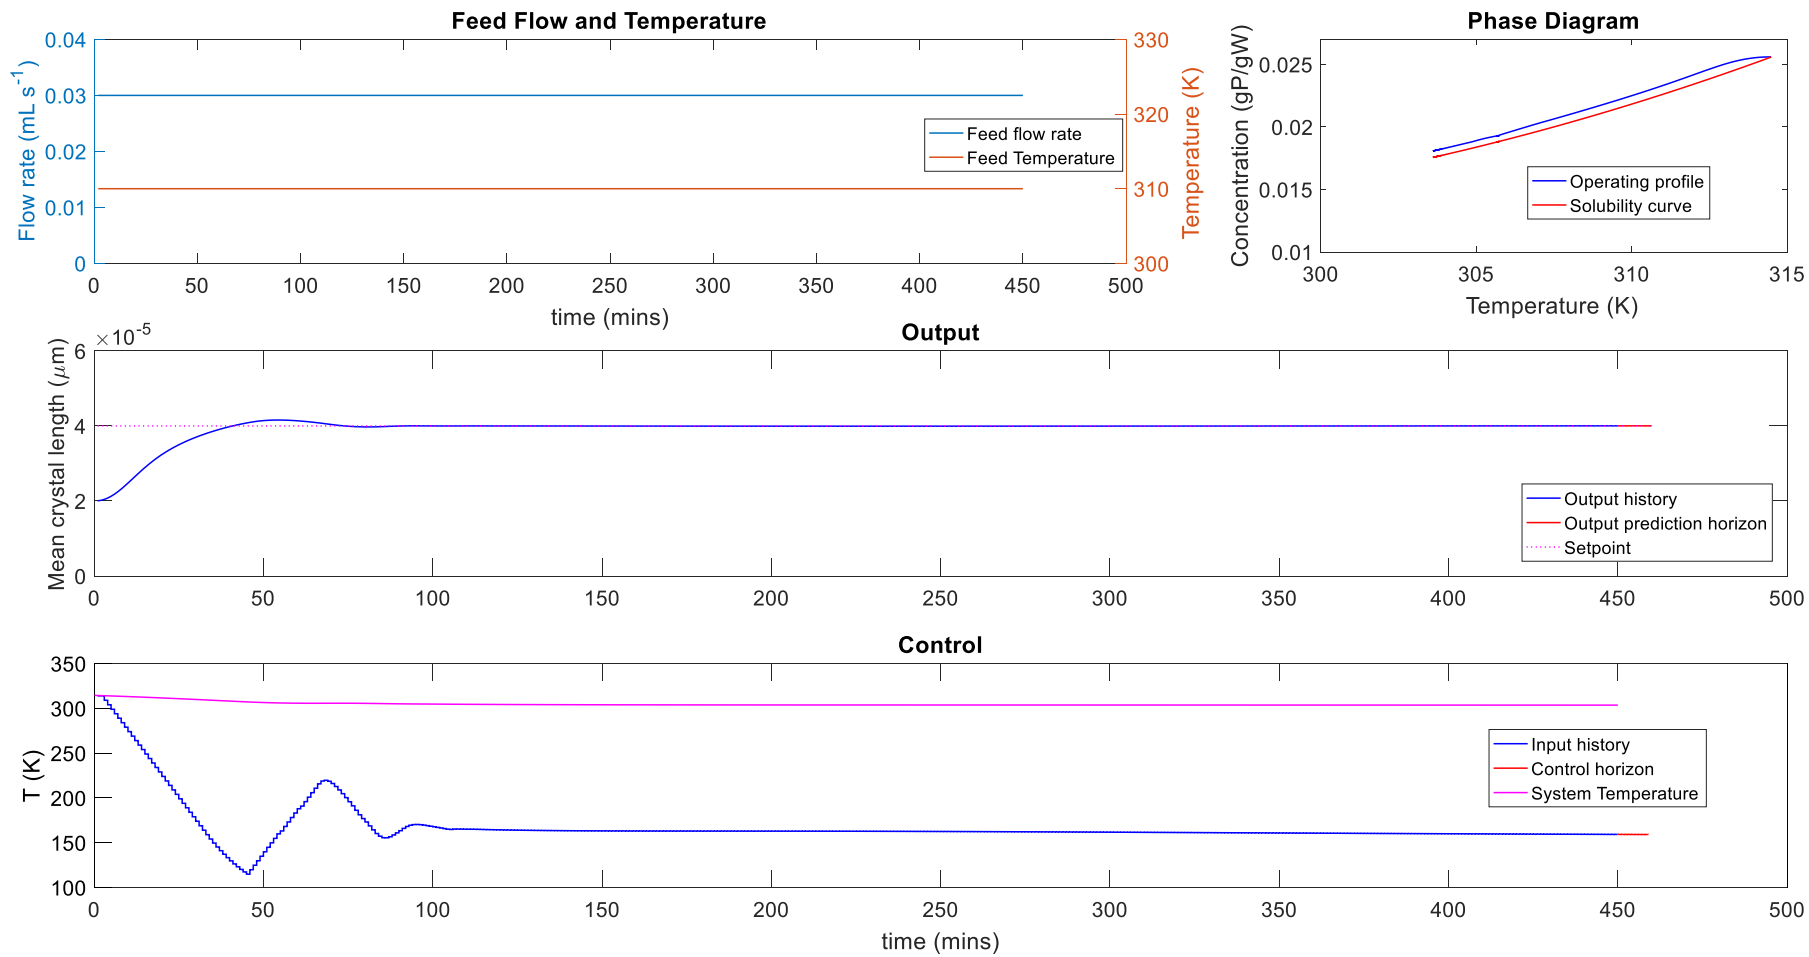 Feed Flow and Temperature
Flow rate (mL s-1)
0.04
0.03
0.02
0.01
0
330
320
310
300
Temperature (K)
Feed flow rate
Feed Temperature
0 50 100 150 200 250 300 350 400 450 500
time (mins)
Phase Diagram
Concentration (gP/gW)
0.025
0.02
0.015
0.01
Operating profile
Solubility curve
300 305 310 315
Temperature (K)
Output
×10-5
Mean crystal length (μm)
6
4
2
0
Output history
Output prediction horizon
Setpoint
0 50 100 150 200 250 300 350 400 450 500
Control
T (K)
350
300
250
200
150
100
Input history
Control horizon
System Temperature
0 50 100 150 200 250 300 350 400 450 500
time (mins)